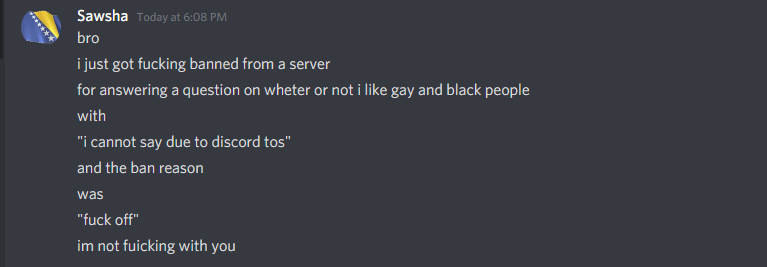 Sawsha Today at 6:08 PM
bro
i just got fucking banned from a server
for answering a question on wheter or not i like gay and black people
with
"i cannot say due to discord tos"
and the ban reason
was
"fuck off"
im not fuicking with you